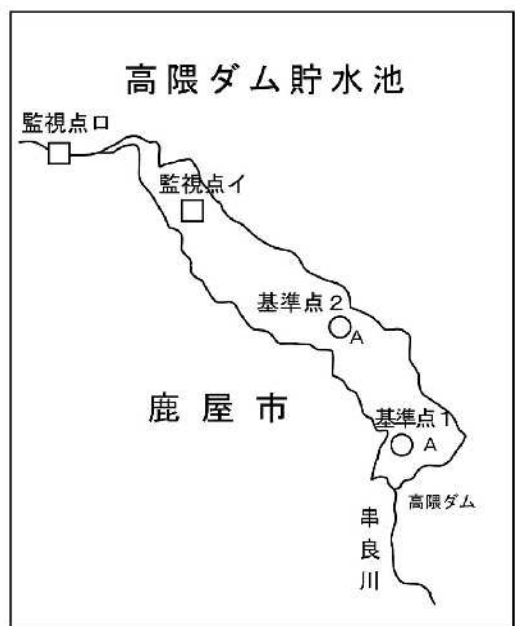 高隈ダム貯水池
監視点ロ
監視点イ
基準点2
A
鹿屋市
基準点1
A
高隈ダム
串良川